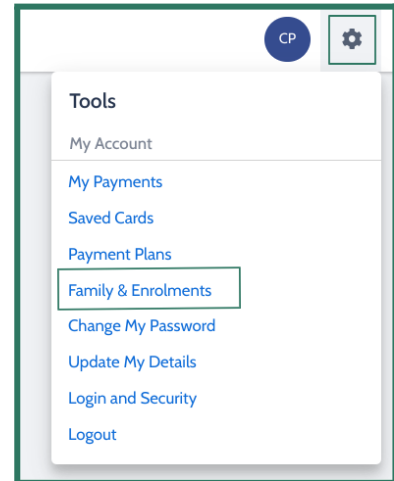 CP
Tools
My Account
My Payments
Saved Cards
Payment Plans
Family & Enrolments
Change My Password
Update My Details
Login and Security
Logout